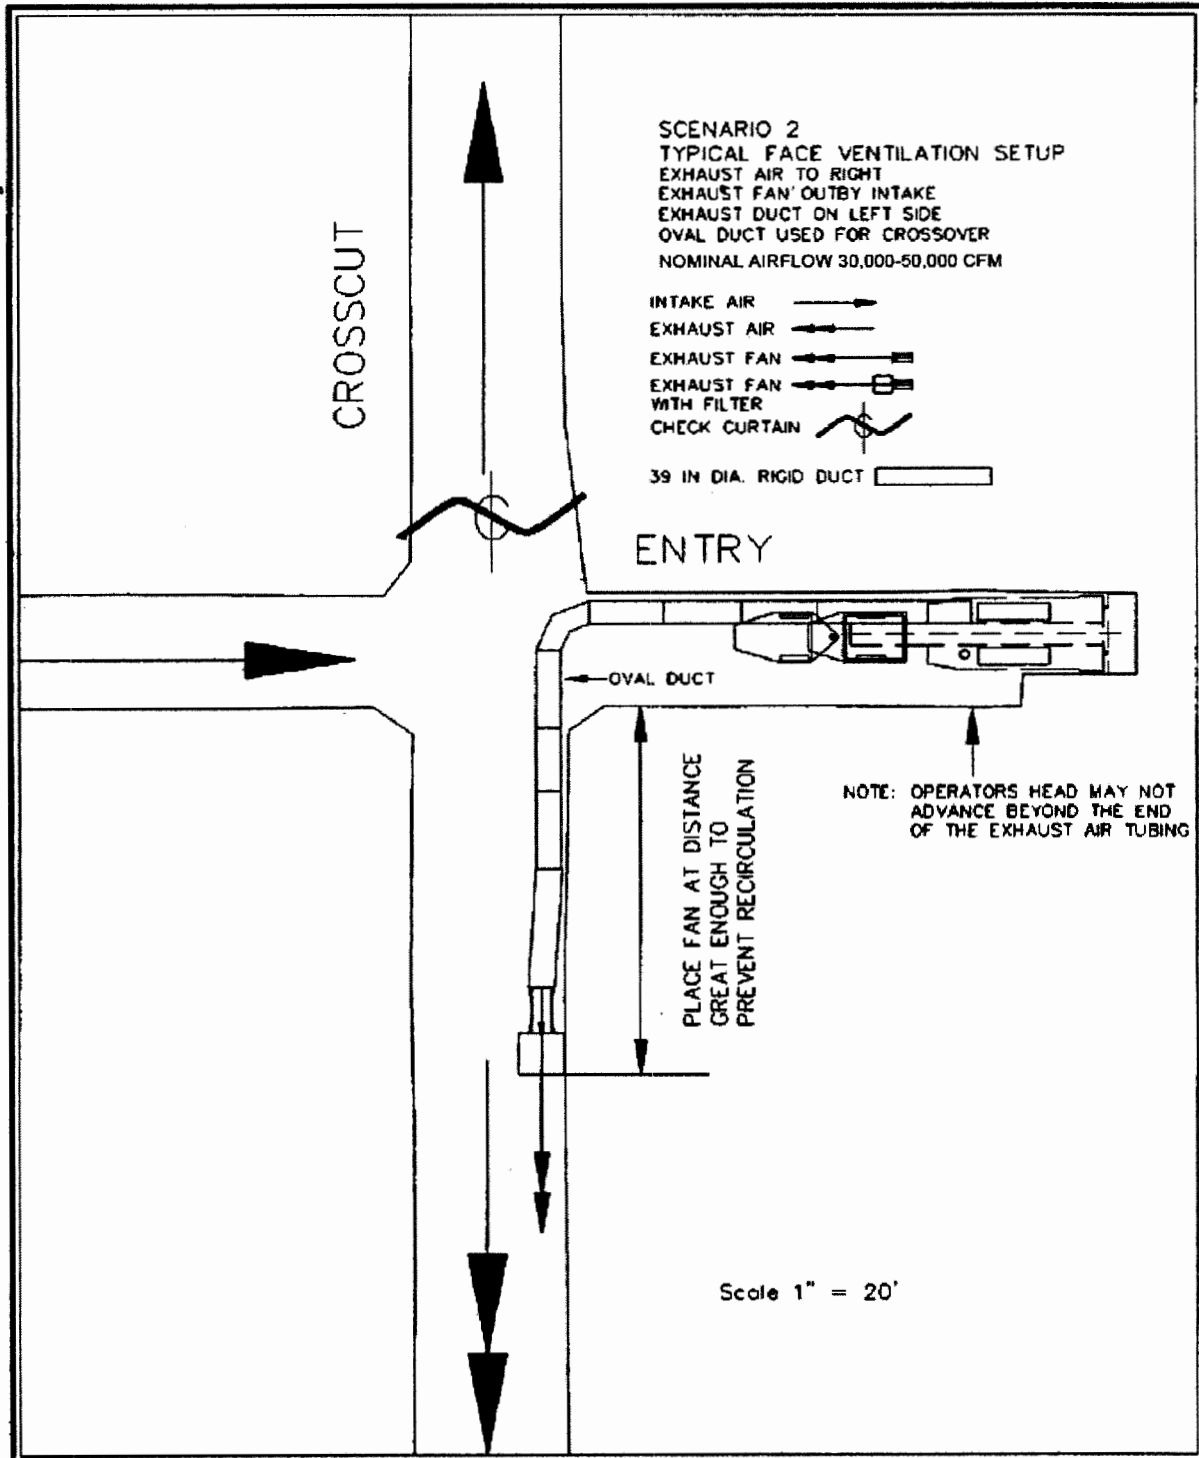 SCENARIO 2
TYPICAL FACE VENTILATION SETUP
EXHAUST AIR TO RIGHT
EXHAUST FAN' OUTBY INTAKE
EXHAUST DUCT ON LEFT SIDE
OVAL DUCT USED FOR CROSSOVER
NOMINAL AIRFLOW 30,000-50,000 CFM
INTAKE AIR
EXHAUST AIR
EXHAUST FAN
EXHAUST FAN
WITH FILTER
CHECK CURTAIN
C
39 IN DIA. RIGID DUCT
CROSSCUT
C
ENTRY
OVAL DUCT
PLACE FAN AT DISTANCE
GREAT ENOUGH TO
PREVENT RECIRCULATION
NOTE: OPERATORS HEAD MAY NOT
ADVANCE BEYOND THE END
OF THE EXHAUST AIR TUBING
Scale 1" = 20'